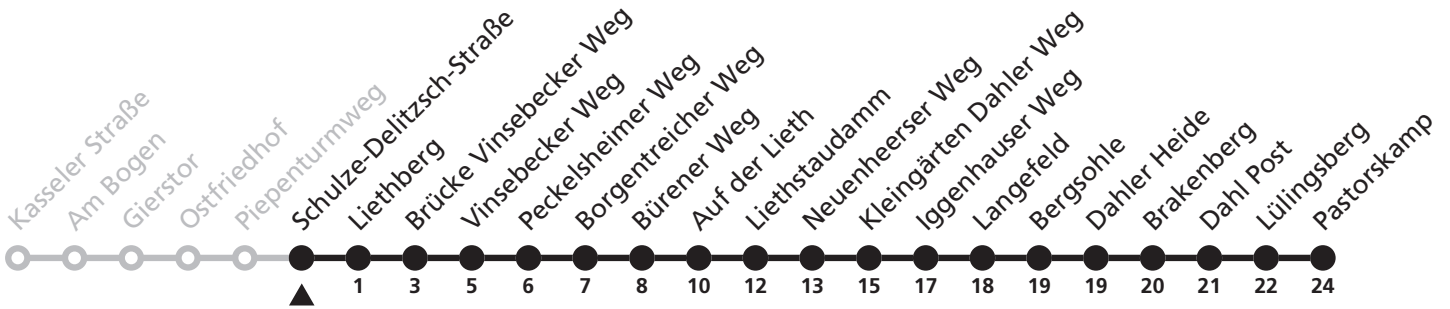 Kasseler Straße
Am Bogen
Gierstor
Ostfriedhof
Piepenturmweg
Schulze-Delitzsch-Straße
Liethberg
Brücke Vinsebecker Weg
Vinsebecker Weg
Peckelsheimer Weg
Borgentreicher Weg
Bürener Weg
Auf der Lieth
Liethstaudamm
Neuenheerser Weg
Kleingärten Dahler Weg
Iggenhauser Weg
Langefeld
Bergsohle
Dahler Heide
Brakenberg
Dahl Post
Lüllingsberg
Pastorskamp
1 3 5 6 7 8 10 12 13 15 17 18 19 19 20 21 22 24